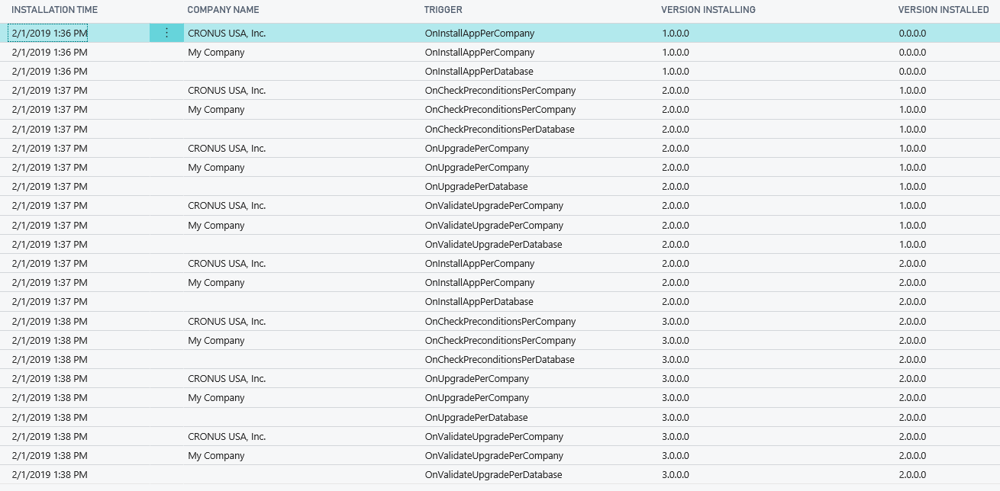 INSTALLATION TIME COMPANY NAME TRIGGER VERSION INSTALLING VERSION INSTALLED
2/1/2019 1:36 PM CRONUS USA, Inc. OnInstallAppPerCompany 1.0.0.0 0.0.0.0
2/1/2019 1:36 PM My Company OnInstallAppPerCompany 1.0.0.0 0.0.0.0
2/1/2019 1:36 PM OnInstallAppPerDatabase 1.0.0.0 0.0.0.0
2/1/2019 1:37 PM CRONUS USA, Inc. OnCheckPreconditionsPerCompany 2.0.0.0 1.0.0.0
2/1/2019 1:37 PM My Company OnCheckPreconditionsPerCompany 2.0.0.0 1.0.0.0
2/1/2019 1:37 PM OnCheckPreconditionsPerDatabase 2.0.0.0 1.0.0.0
2/1/2019 1:37 PM CRONUS USA, Inc. OnUpgradePerCompany 2.0.0.0 1.0.0.0
2/1/2019 1:37 PM My Company OnUpgradePerCompany 2.0.0.0 1.0.0.0
2/1/2019 1:37 PM OnUpgradePerDatabase 2.0.0.0 1.0.0.0
2/1/2019 1:37 PM CRONUS USA, Inc. OnValidateUpgradePerCompany 2.0.0.0 1.0.0.0
2/1/2019 1:37 PM My Company OnValidateUpgradePerCompany 2.0.0.0 1.0.0.0
2/1/2019 1:37 PM OnValidateUpgradePerDatabase 2.0.0.0 1.0.0.0
2/1/2019 1:37 PM CRONUS USA, Inc. OnInstallAppPerCompany 2.0.0.0 2.0.0.0
2/1/2019 1:37 PM My Company OnInstallAppPerCompany 2.0.0.0 2.0.0.0
2/1/2019 1:37 PM OnInstallAppPerDatabase 2.0.0.0 2.0.0.0
2/1/2019 1:38 PM CRONUS USA, Inc. OnCheckPreconditionsPerCompany 3.0.0.0 2.0.0.0
2/1/2019 1:38 PM My Company OnCheckPreconditionsPerCompany 3.0.0.0 2.0.0.0
2/1/2019 1:38 PM OnCheckPreconditionsPerDatabase 3.0.0.0 2.0.0.0
2/1/2019 1:38 PM CRONUS USA, Inc. OnUpgradePerCompany 3.0.0.0 2.0.0.0
2/1/2019 1:38 PM My Company OnUpgradePerCompany 3.0.0.0 2.0.0.0
2/1/2019 1:38 PM OnUpgradePerDatabase 3.0.0.0 2.0.0.0
2/1/2019 1:38 PM CRONUS USA, Inc. OnValidateUpgradePerCompany 3.0.0.0 2.0.0.0
2/1/2019 1:38 PM My Company OnValidateUpgradePerCompany 3.0.0.0 2.0.0.0
2/1/2019 1:38 PM OnValidateUpgradePerDatabase 3.0.0.0 2.0.0.0